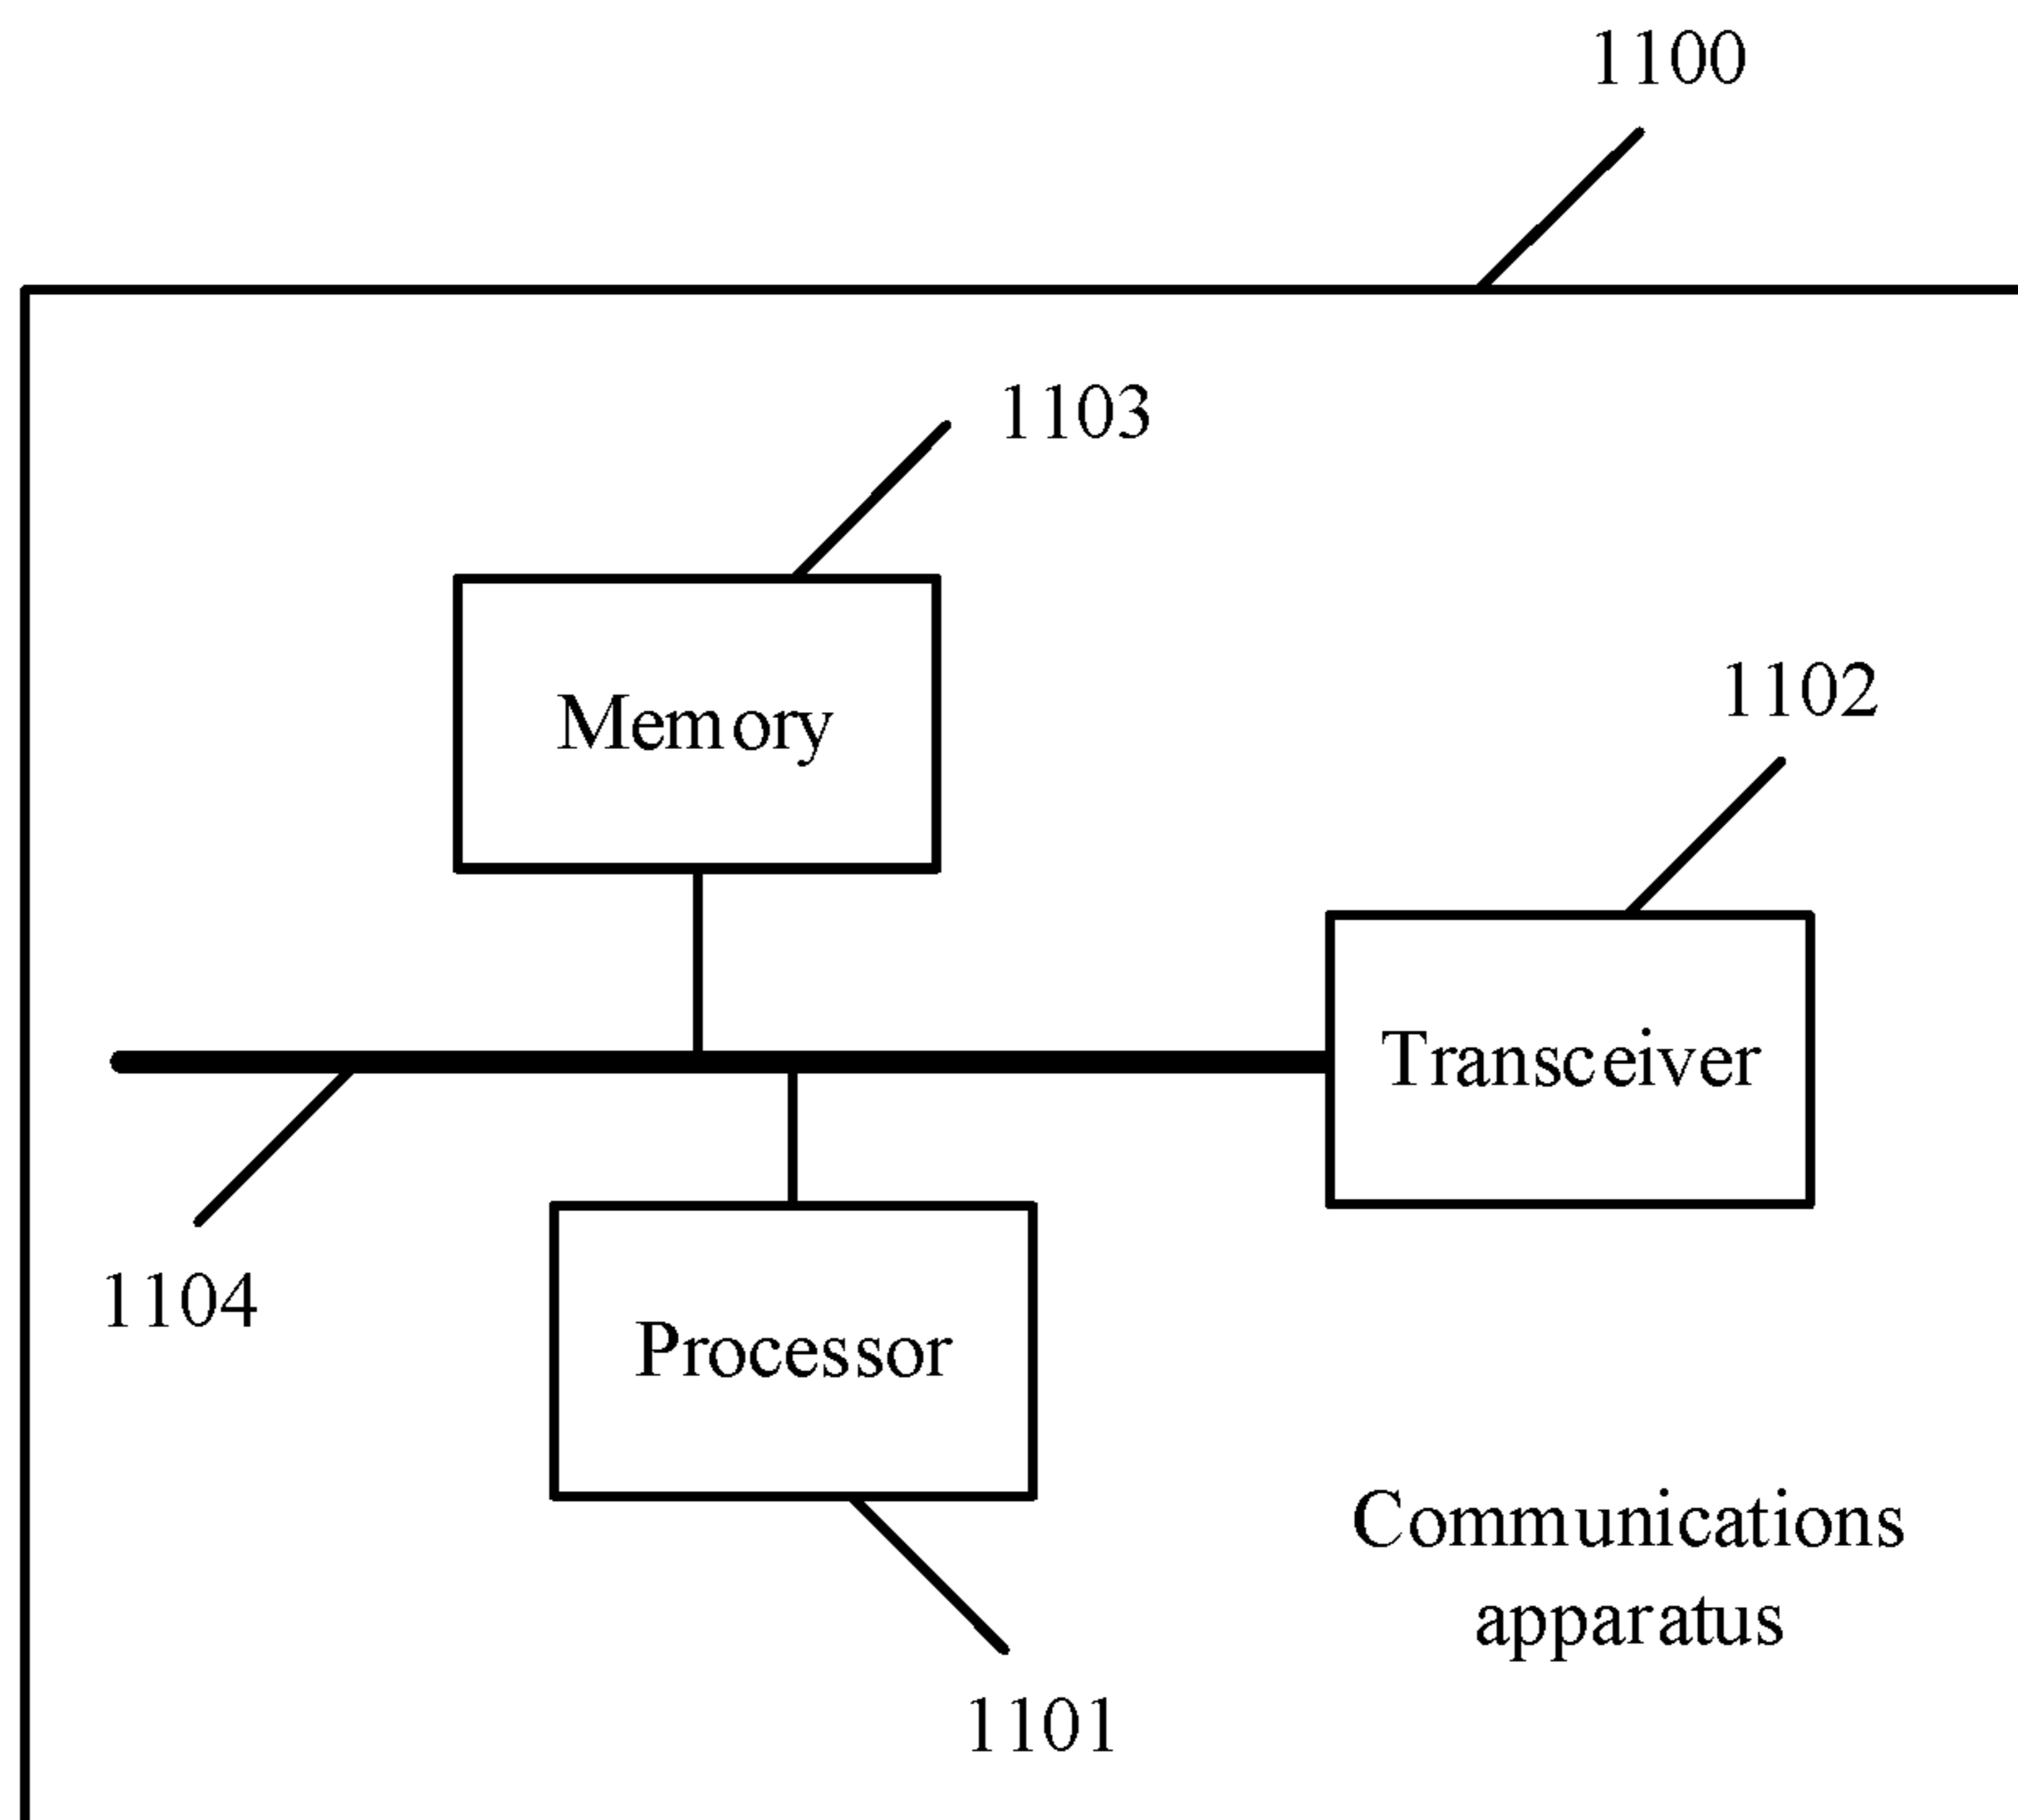 1100
1103
Memory
1102
Transceiver
1104
Processor
Communications
apparatus
1101